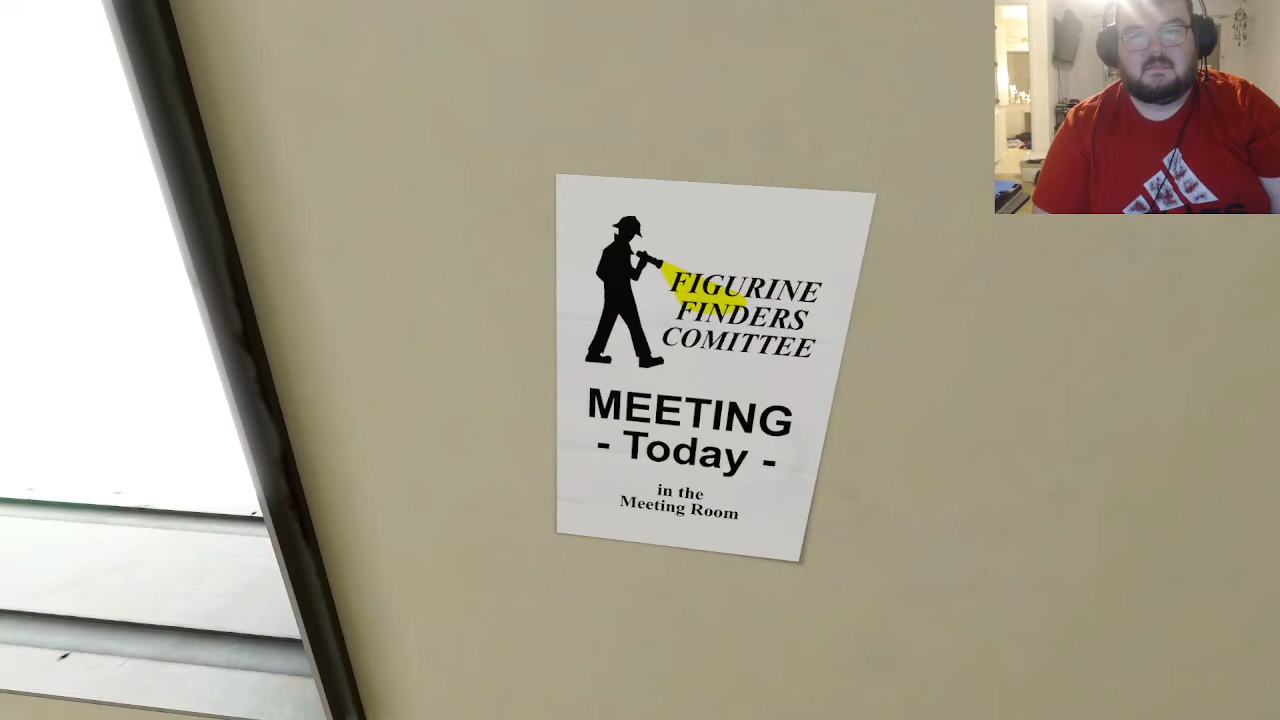 FIGURINE
FINDERS
COMITTEE
MEETING
- Today -
in the
Meeting Room